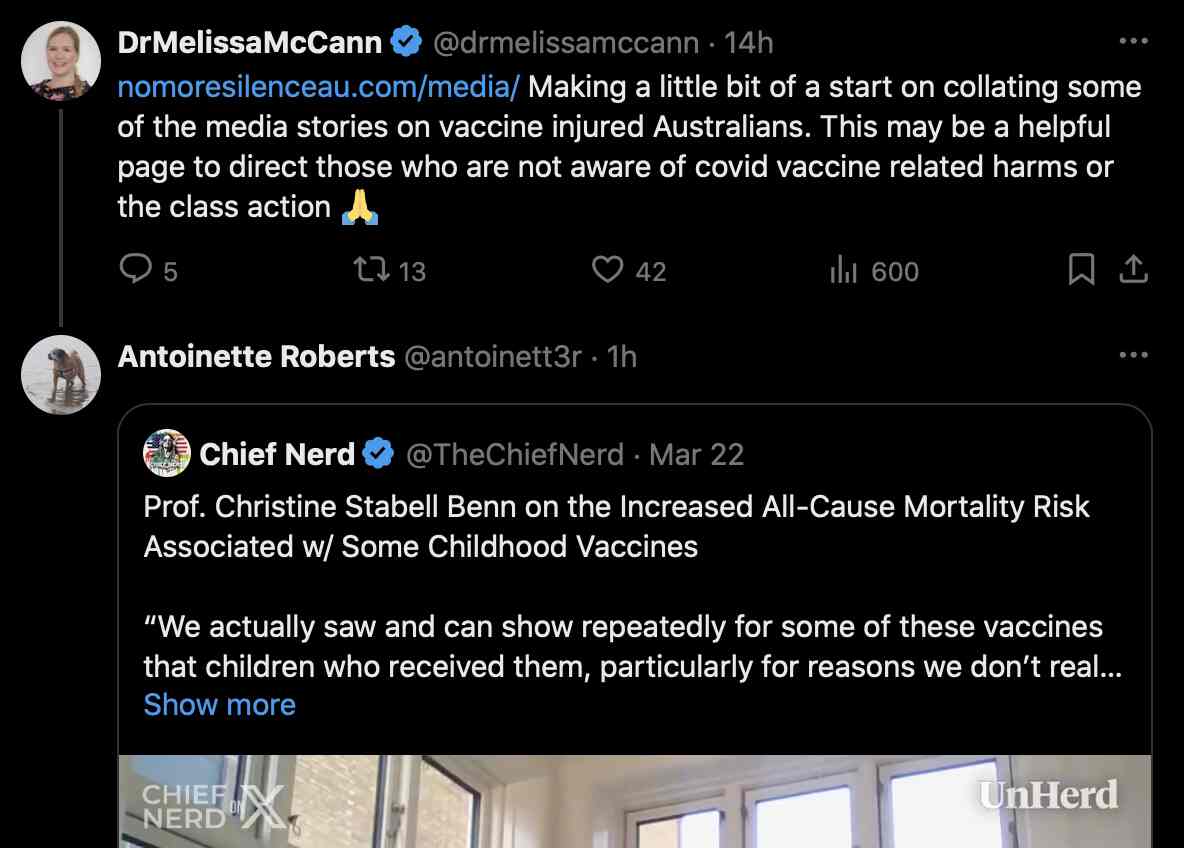 DrMelissaMcCann @drmelissamccann · 14h
nomoresilenceau.com/media/ Making a little bit of a start on collating some
of the media stories on vaccine injured Australians. This may be a helpful
page to direct those who are not aware of covid vaccine related harms or
the class action 🙏
5 13 42 600
Antoinette Roberts @antoinett3r · 1h
Chief Nerd @TheChiefNerd · Mar 22
Prof. Christine Stabell Benn on the Increased All-Cause Mortality Risk
Associated w/ Some Childhood Vaccines
“We actually saw and can show repeatedly for some of these vaccines
that children who received them, particularly for reasons we don’t real...
Show more
CHIEF NERD ON X
UnHerd